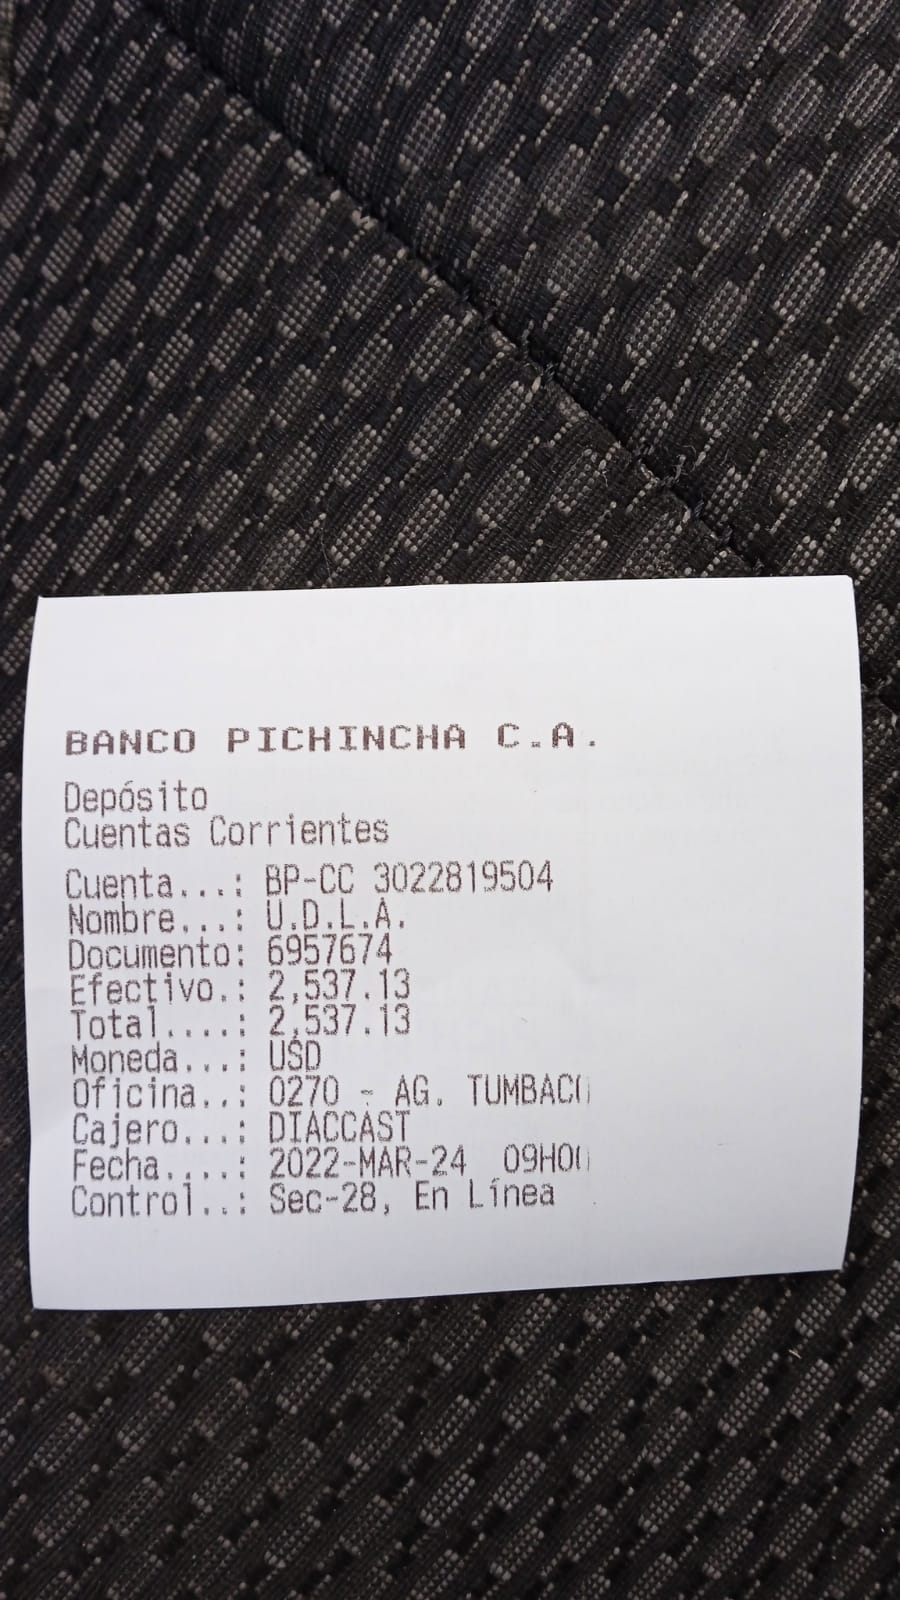 BANCO PICHINCHA C.A.
Depósito
Cuentas Corrientes
Cuenta...: BP-CC 3022819504
Nombre...: U.D.L.A.
Documento: 6957674
Efectivo.: 2,537.13
Total....: 2,537.13
Moneda...: USD
Oficina..: 0270 - AG.
Cajero...: DIACCAST
Fecha....: 2022-MAR-24
Control..: Sec-28, En Línea